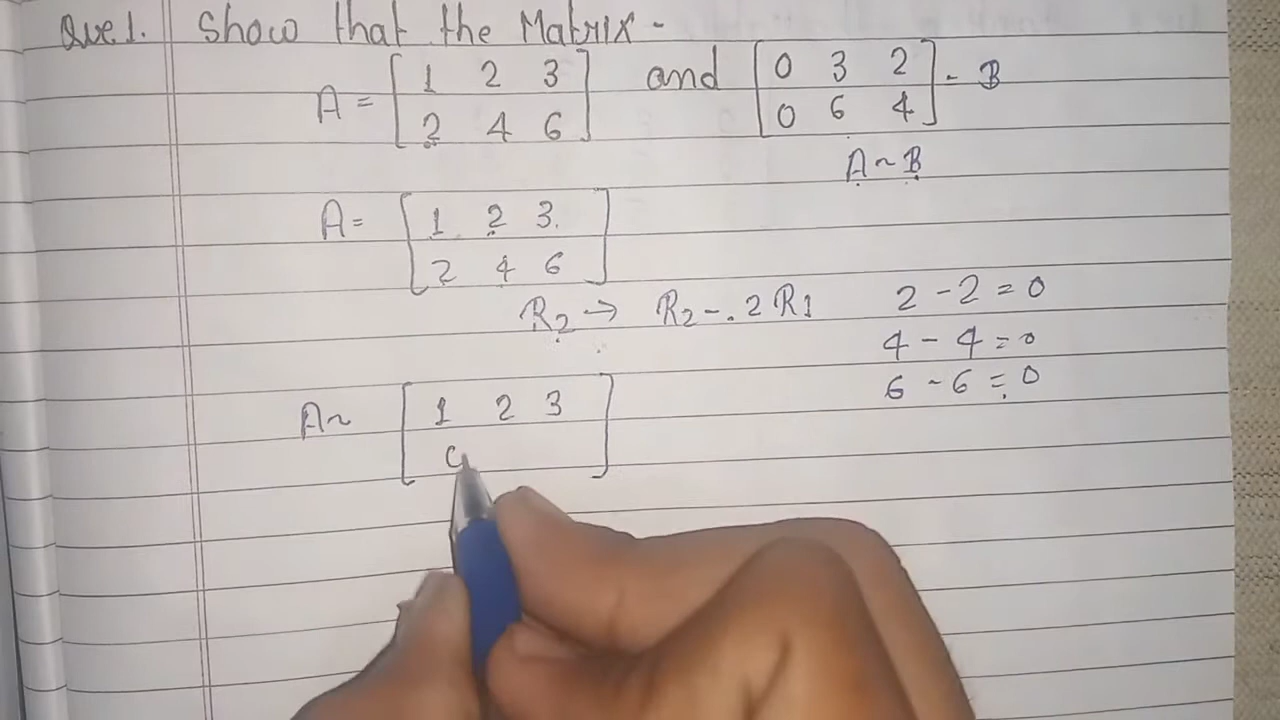 Que1. Show that the Matrix -
A = [ 1 2 3 ] and [ 0 3 2 ] - B
[ 2 4 6 ] [ 0 6 4 ]
A ~ B
A = [ 1 2 3 ]
[ 2 4 6 ]
R2 → R2 - 2R1 2 - 2 = 0
4 - 4 = 0
6 - 6 = 0
A ~ [ 1 2 3 ]